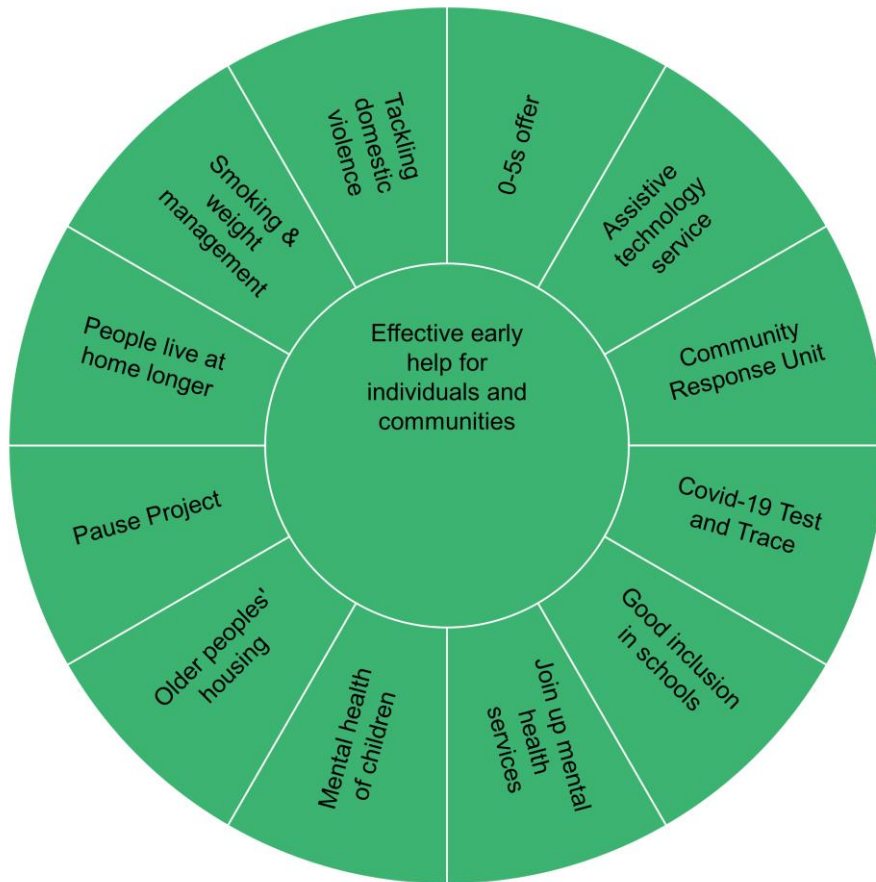 Effective early
help for
individuals and
communities
0-5s offer
Assistive
technology
service
Community
Response Unit
Covid-19 Test
and Trace
Good inclusion
in schools
Join up mental
health
services
Mental health
of children
Older peoples'
housing
Pause Project
People live at
home longer
Smoking &
weight
management
Tackling
domestic
violence